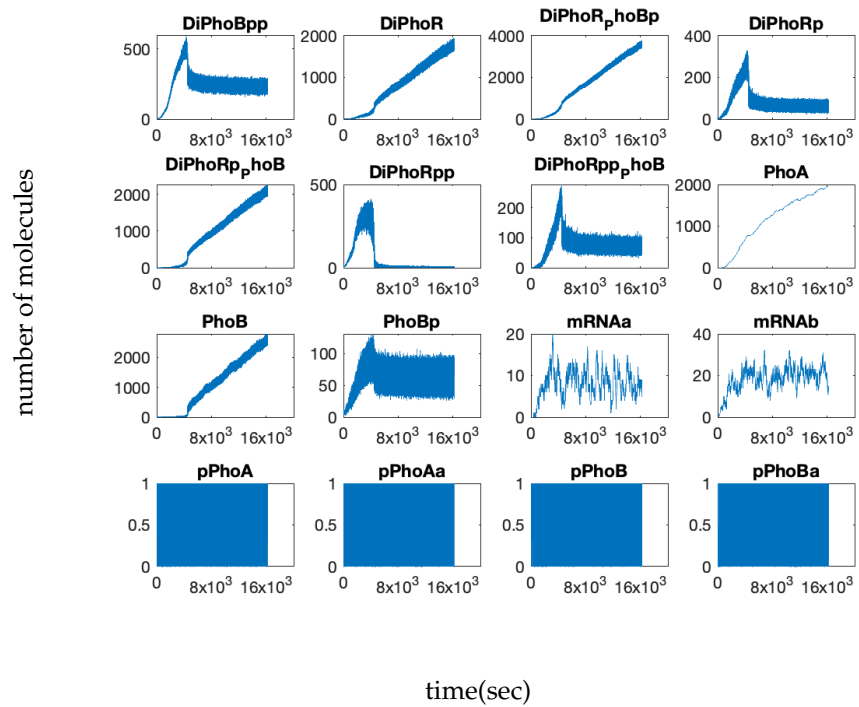 DiPhoBpp
DiPhoR
DiPhoR_PhoBp
DiPhoRp
500
0
0 8x10^3 16x10^3
2000
1000
0
0 8x10^3 16x10^3
4000
2000
0
0 8x10^3 16x10^3
400
200
0
0 8x10^3 16x10^3
DiPhoRp_PhoB
DiPhoRpp
DiPhoRpp_PhoB
PhoA
2000
1000
0
0 8x10^3 16x10^3
500
0
0 8x10^3 16x10^3
200
100
0
0 8x10^3 16x10^3
2000
1000
0
0 8x10^3 16x10^3
PhoB
PhoBp
mRNAa
mRNAb
2000
1000
0
0 8x10^3 16x10^3
100
50
0
0 8x10^3 16x10^3
20
10
0
0 8x10^3 16x10^3
40
20
0
0 8x10^3 16x10^3
pPhoA
pPhoAa
pPhoB
pPhoBa
1
0.5
0
0 8x10^3 16x10^3
1
0.5
0
0 8x10^3 16x10^3
1
0.5
0
0 8x10^3 16x10^3
1
0.5
0
0 8x10^3 16x10^3
number of molecules
time(sec)